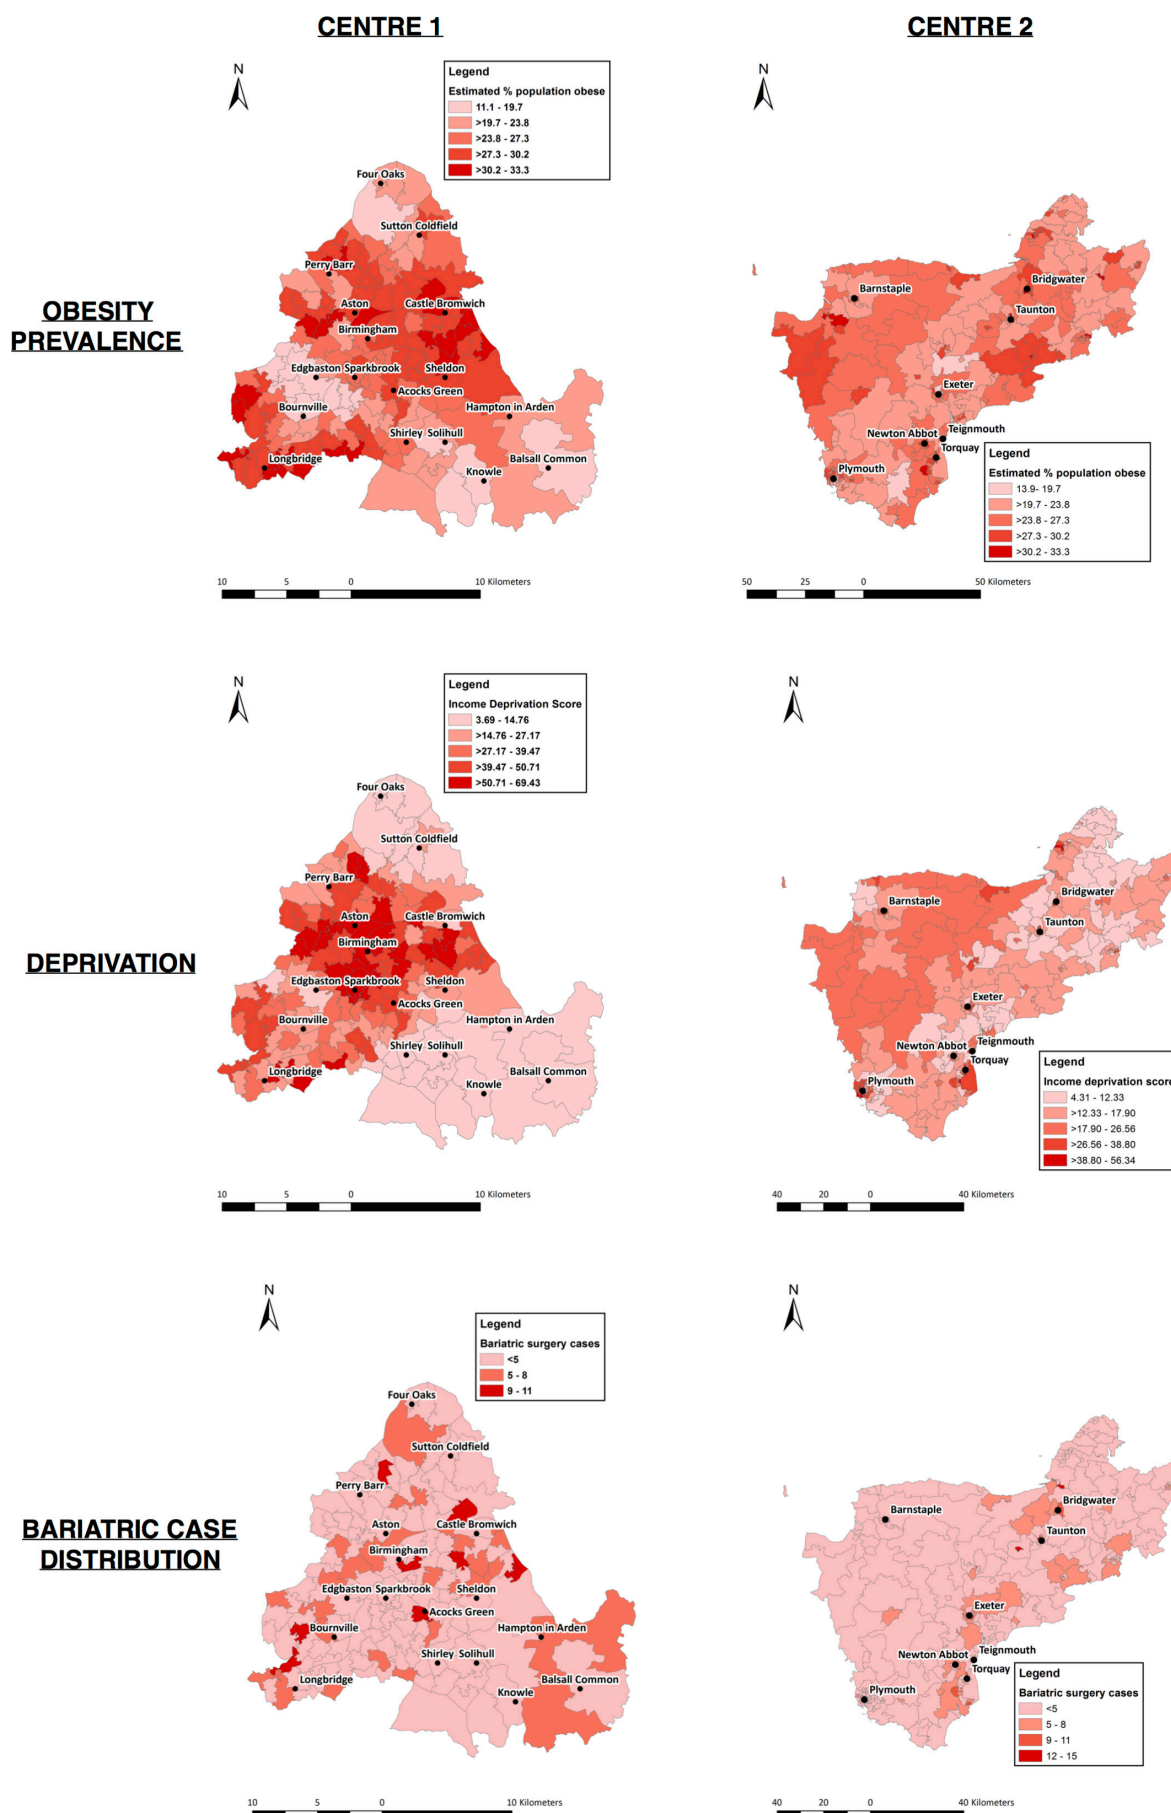 CENTRE 1
CENTRE 2
N
Legend
Estimated % population obese
11.1 - 19.7
>19.7 - 23.8
>23.8 - 27.3
>27.3 - 30.2
>30.2 - 33.3
N
OBESITY
PREVALENCE
Four Oaks
Sutton Coldfield
Perry Barr
Aston
Castle Bromwich
Birmingham
Edgbaston
Sparkbrook
Sheldon
Acocks Green
Bournville
Hampton in Arden
Shirley
Solihull
Longbridge
Balsall Common
Knowle
10 5 0 10 Kilometers
Barnstaple
Bridgwater
Taunton
Exeter
Teignmouth
Newton Abbot
Torquay
Plymouth
Legend
Estimated % population obese
13.9- 19.7
>19.7 - 23.8
>23.8 - 27.3
>27.3 - 30.2
>30.2 - 33.3
50 25 0 50 Kilometers
N
Legend
Income Deprivation Score
3.69 - 14.76
>14.76 - 27.17
>27.17 - 39.47
>39.47 - 50.71
>50.71 - 69.43
N
DEPRIVATION
Four Oaks
Sutton Coldfield
Perry Barr
Aston
Castle Bromwich
Birmingham
Edgbaston
Sparkbrook
Sheldon
Acocks Green
Bournville
Hampton in Arden
Shirley
Solihull
Longbridge
Balsall Common
Knowle
10 5 0 10 Kilometers
Barnstaple
Bridgwater
Taunton
Exeter
Teignmouth
Newton Abbot
Torquay
Plymouth
Legend
Income deprivation score
4.31 - 12.33
>12.33 - 17.90
>17.90 - 26.56
>26.56 - 38.80
>38.80 - 56.34
40 20 0 40 Kilometers
N
Legend
Bariatric surgery cases
<5
5 - 8
9 - 11
N
BARIATRIC CASE
DISTRIBUTION
Four Oaks
Sutton Coldfield
Perry Barr
Aston
Castle Bromwich
Birmingham
Edgbaston
Sparkbrook
Sheldon
Acocks Green
Bournville
Hampton in Arden
Shirley
Solihull
Longbridge
Balsall Common
Knowle
10 5 0 10 Kilometers
Barnstaple
Bridgwater
Taunton
Exeter
Teignmouth
Newton Abbot
Torquay
Plymouth
Legend
Bariatric surgery cases
<5
5 - 8
9 - 11
12 - 15
40 20 0 40 Kilometers